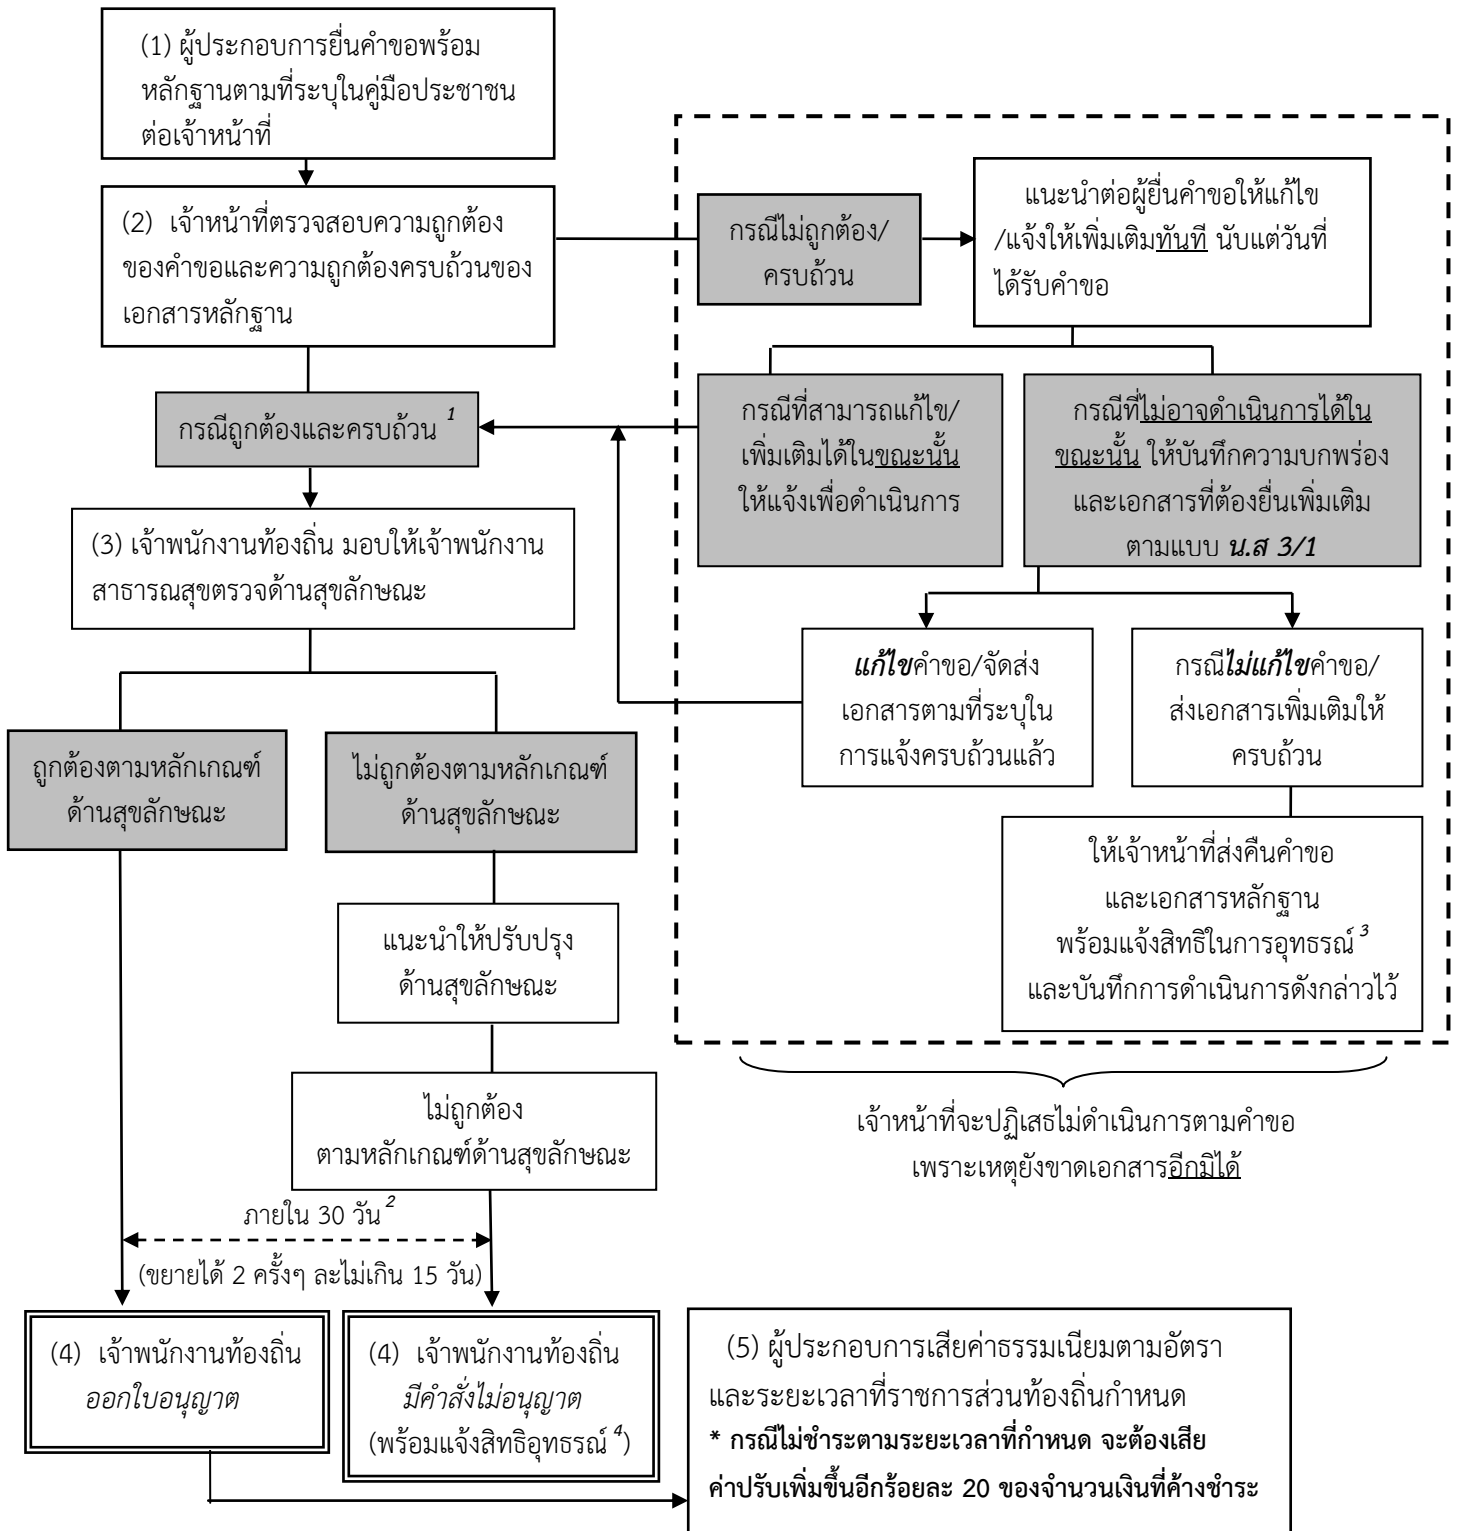 (1) ผู้ประกอบการยื่นคำขอพร้อม
หลักฐานตามที่ระบุในคู่มือประชาชน
ต่อเจ้าหน้าที่
(2) เจ้าหน้าที่ตรวจสอบความถูกต้อง
ของคำขอและความถูกต้องครบถ้วนของ
เอกสารหลักฐาน
กรณีไม่ถูกต้อง/
ครบถ้วน
แนะนำต่อผู้ยื่นคำขอให้แก้ไข
/แจ้งให้เพิ่มเติมทันที นับแต่วันที่
ได้รับคำขอ
กรณีถูกต้องและครบถ้วน 1
กรณีที่สามารถแก้ไข/
เพิ่มเติมได้ในขณะนั้น
ให้แจ้งเพื่อดำเนินการ
กรณีที่ไม่อาจดำเนินการได้ใน
ขณะนั้น ให้บันทึกความบกพร่อง
และเอกสารที่ต้องยื่นเพิ่มเติม
ตามแบบ น.ส 3/1
(3) เจ้าพนักงานท้องถิ่น มอบให้เจ้าพนักงาน
สาธารณสุขตรวจด้านสุขลักษณะ
แก้ไขคำขอ/จัดส่ง
เอกสารตามที่ระบุใน
การแจ้งครบถ้วนแล้ว
กรณีไม่แก้ไขคำขอ/
ส่งเอกสารเพิ่มเติมให้
ครบถ้วน
ถูกต้องตามหลักเกณฑ์
ด้านสุขลักษณะ
ไม่ถูกต้องตามหลักเกณฑ์
ด้านสุขลักษณะ
ให้เจ้าหน้าที่ส่งคืนคำขอ
และเอกสารหลักฐาน
พร้อมแจ้งสิทธิในการอุทธรณ์ 3
และบันทึกการดำเนินการดังกล่าวไว้
แนะนำให้ปรับปรุง
ด้านสุขลักษณะ
ไม่ถูกต้อง
ตามหลักเกณฑ์ด้านสุขลักษณะ
เจ้าหน้าที่จะปฏิเสธไม่ดำเนินการตามคำขอ
เพราะเหตุยังขาดเอกสารอีกมิได้
ภายใน 30 วัน 2
(ขยายได้ 2 ครั้งๆ ละไม่เกิน 15 วัน)
(4) เจ้าพนักงานท้องถิ่น
ออกใบอนุญาต
(4) เจ้าพนักงานท้องถิ่น
มีคำสั่งไม่อนุญาต
(พร้อมแจ้งสิทธิอุทธรณ์ 4)
(5) ผู้ประกอบการเสียค่าธรรมเนียมตามอัตรา
และระยะเวลาที่ราชการส่วนท้องถิ่นกำหนด
* กรณีไม่ชำระตามระยะเวลาที่กำหนด จะต้องเสีย
ค่าปรับเพิ่มขึ้นอีกร้อยละ 20 ของจำนวนเงินที่ค้างชำระ